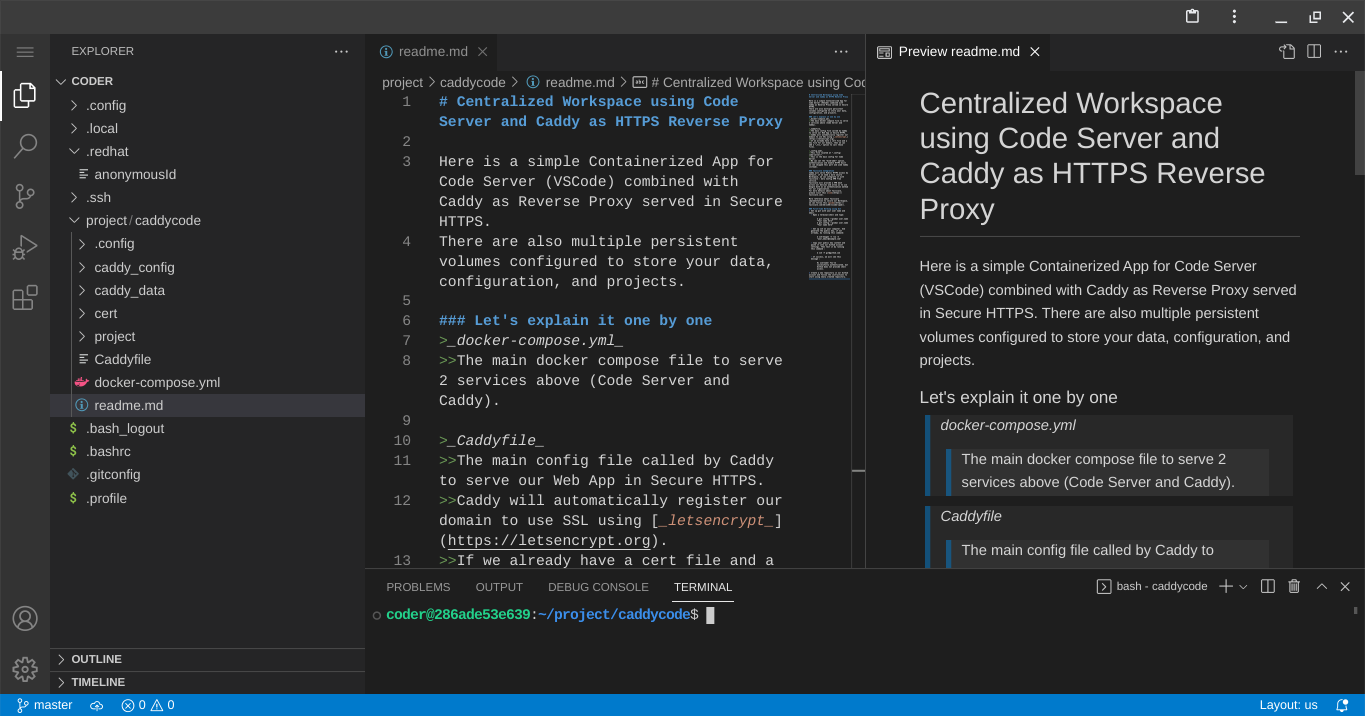 EXPLORER
CODER
.config
.local
.redhat
anonymousId
.ssh
project/caddycode
.config
caddy_config
caddy_data
cert
project
Caddyfile
docker-compose.yml
readme.md
.bash_logout
$ .bashrc
.gitconfig
$ .profile
OUTLINE
TIMELINE
readme.md
project > caddycode > readme.md > # Centralized Workspace using Cod
1 # Centralized Workspace using Code
Server and Caddy as HTTPS Reverse Proxy
2
3 Here is a simple Containerized App for
Code Server (VSCode) combined with
Caddy as Reverse Proxy served in Secure
HTTPS.
4 There are also multiple persistent
volumes configured to store your data,
configuration, and projects.
5
6 ### Let's explain it one by one
7 >_docker-compose.yml_
8 >>The main docker compose file to serve
2 services above (Code Server and
Caddy).
9
10 >_Caddyfile_
11 >>The main config file called by Caddy
to serve our Web App in Secure HTTPS.
12 >>Caddy will automatically register our
domain to use SSL using [_letsencrypt_]
(https://letsencrypt.org).
13 >>If we already have a cert file and a
Preview readme.md
Centralized Workspace
using Code Server and
Caddy as HTTPS Reverse
Proxy
Here is a simple Containerized App for Code Server
(VSCode) combined with Caddy as Reverse Proxy served
in Secure HTTPS. There are also multiple persistent
volumes configured to store your data, configuration, and
projects.
Let's explain it one by one
docker-compose.yml
The main docker compose file to serve 2
services above (Code Server and Caddy).
Caddyfile
The main config file called by Caddy to
PROBLEMS OUTPUT DEBUG CONSOLE TERMINAL
bash - caddycode
coder@286ade53e639:~/project/caddycode$
master 0 0
Layout: us